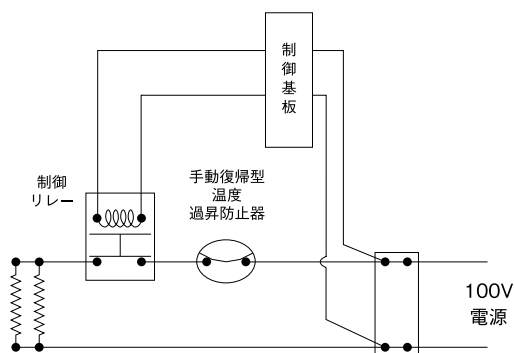 制
御
基
板
手動復帰型
温度
過昇防止器
制御
リレー
100V
電源